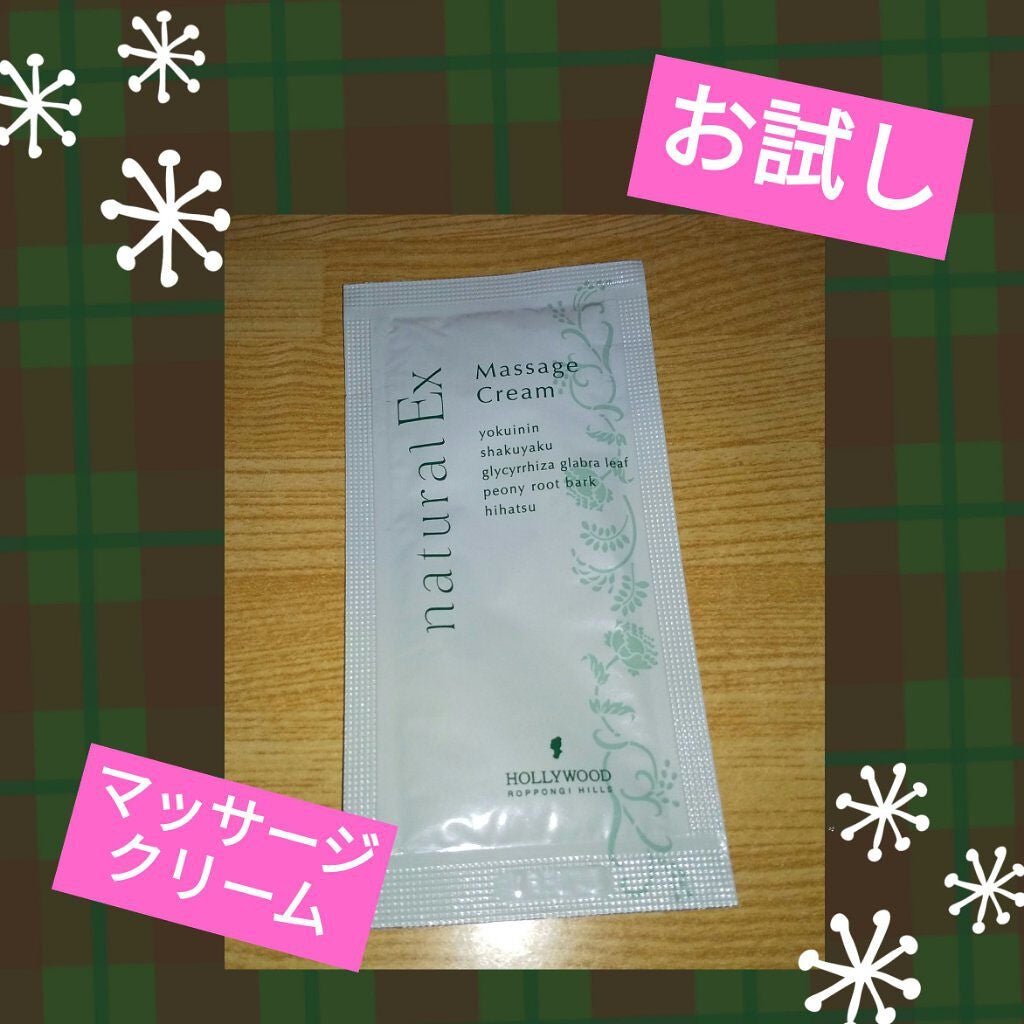 お試し
natural Ex
Massage
Cream
yokuinin
shakuyaku
glycyrrhiza glabra leaf
peony root bark
hihatsu
HOLLYWOOD
ROPPONGI HILLS
マッサージ
クリーム